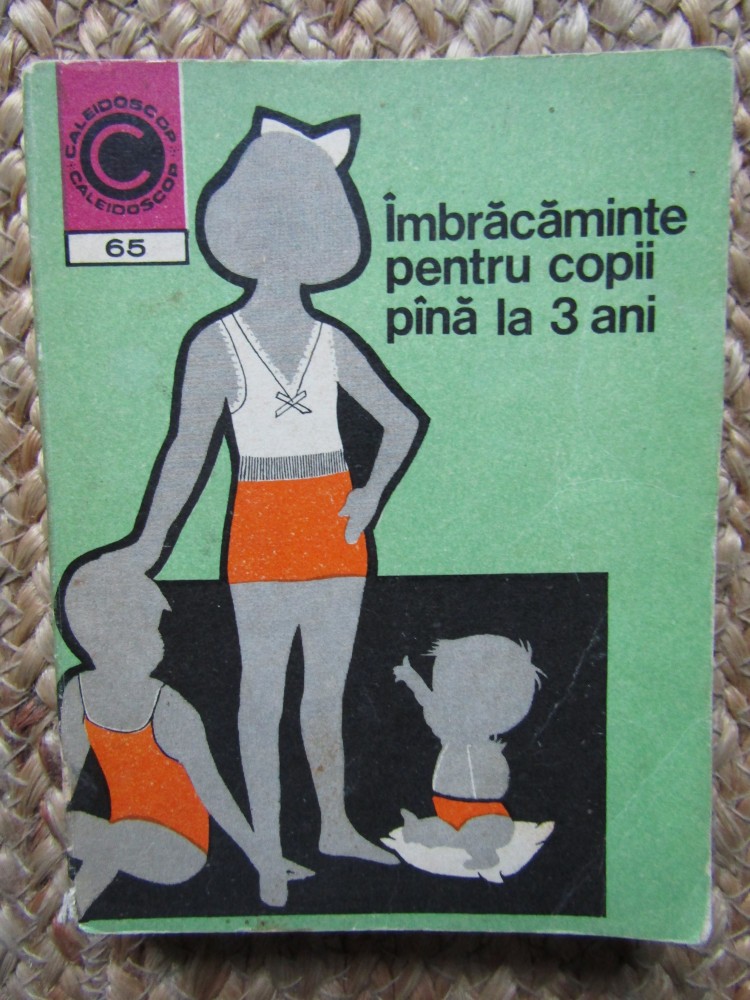 CALEIDOSCOP
C
CALEIDOSCOP
65
Îmbrăcăminte
pentru copii
pînă la 3 ani